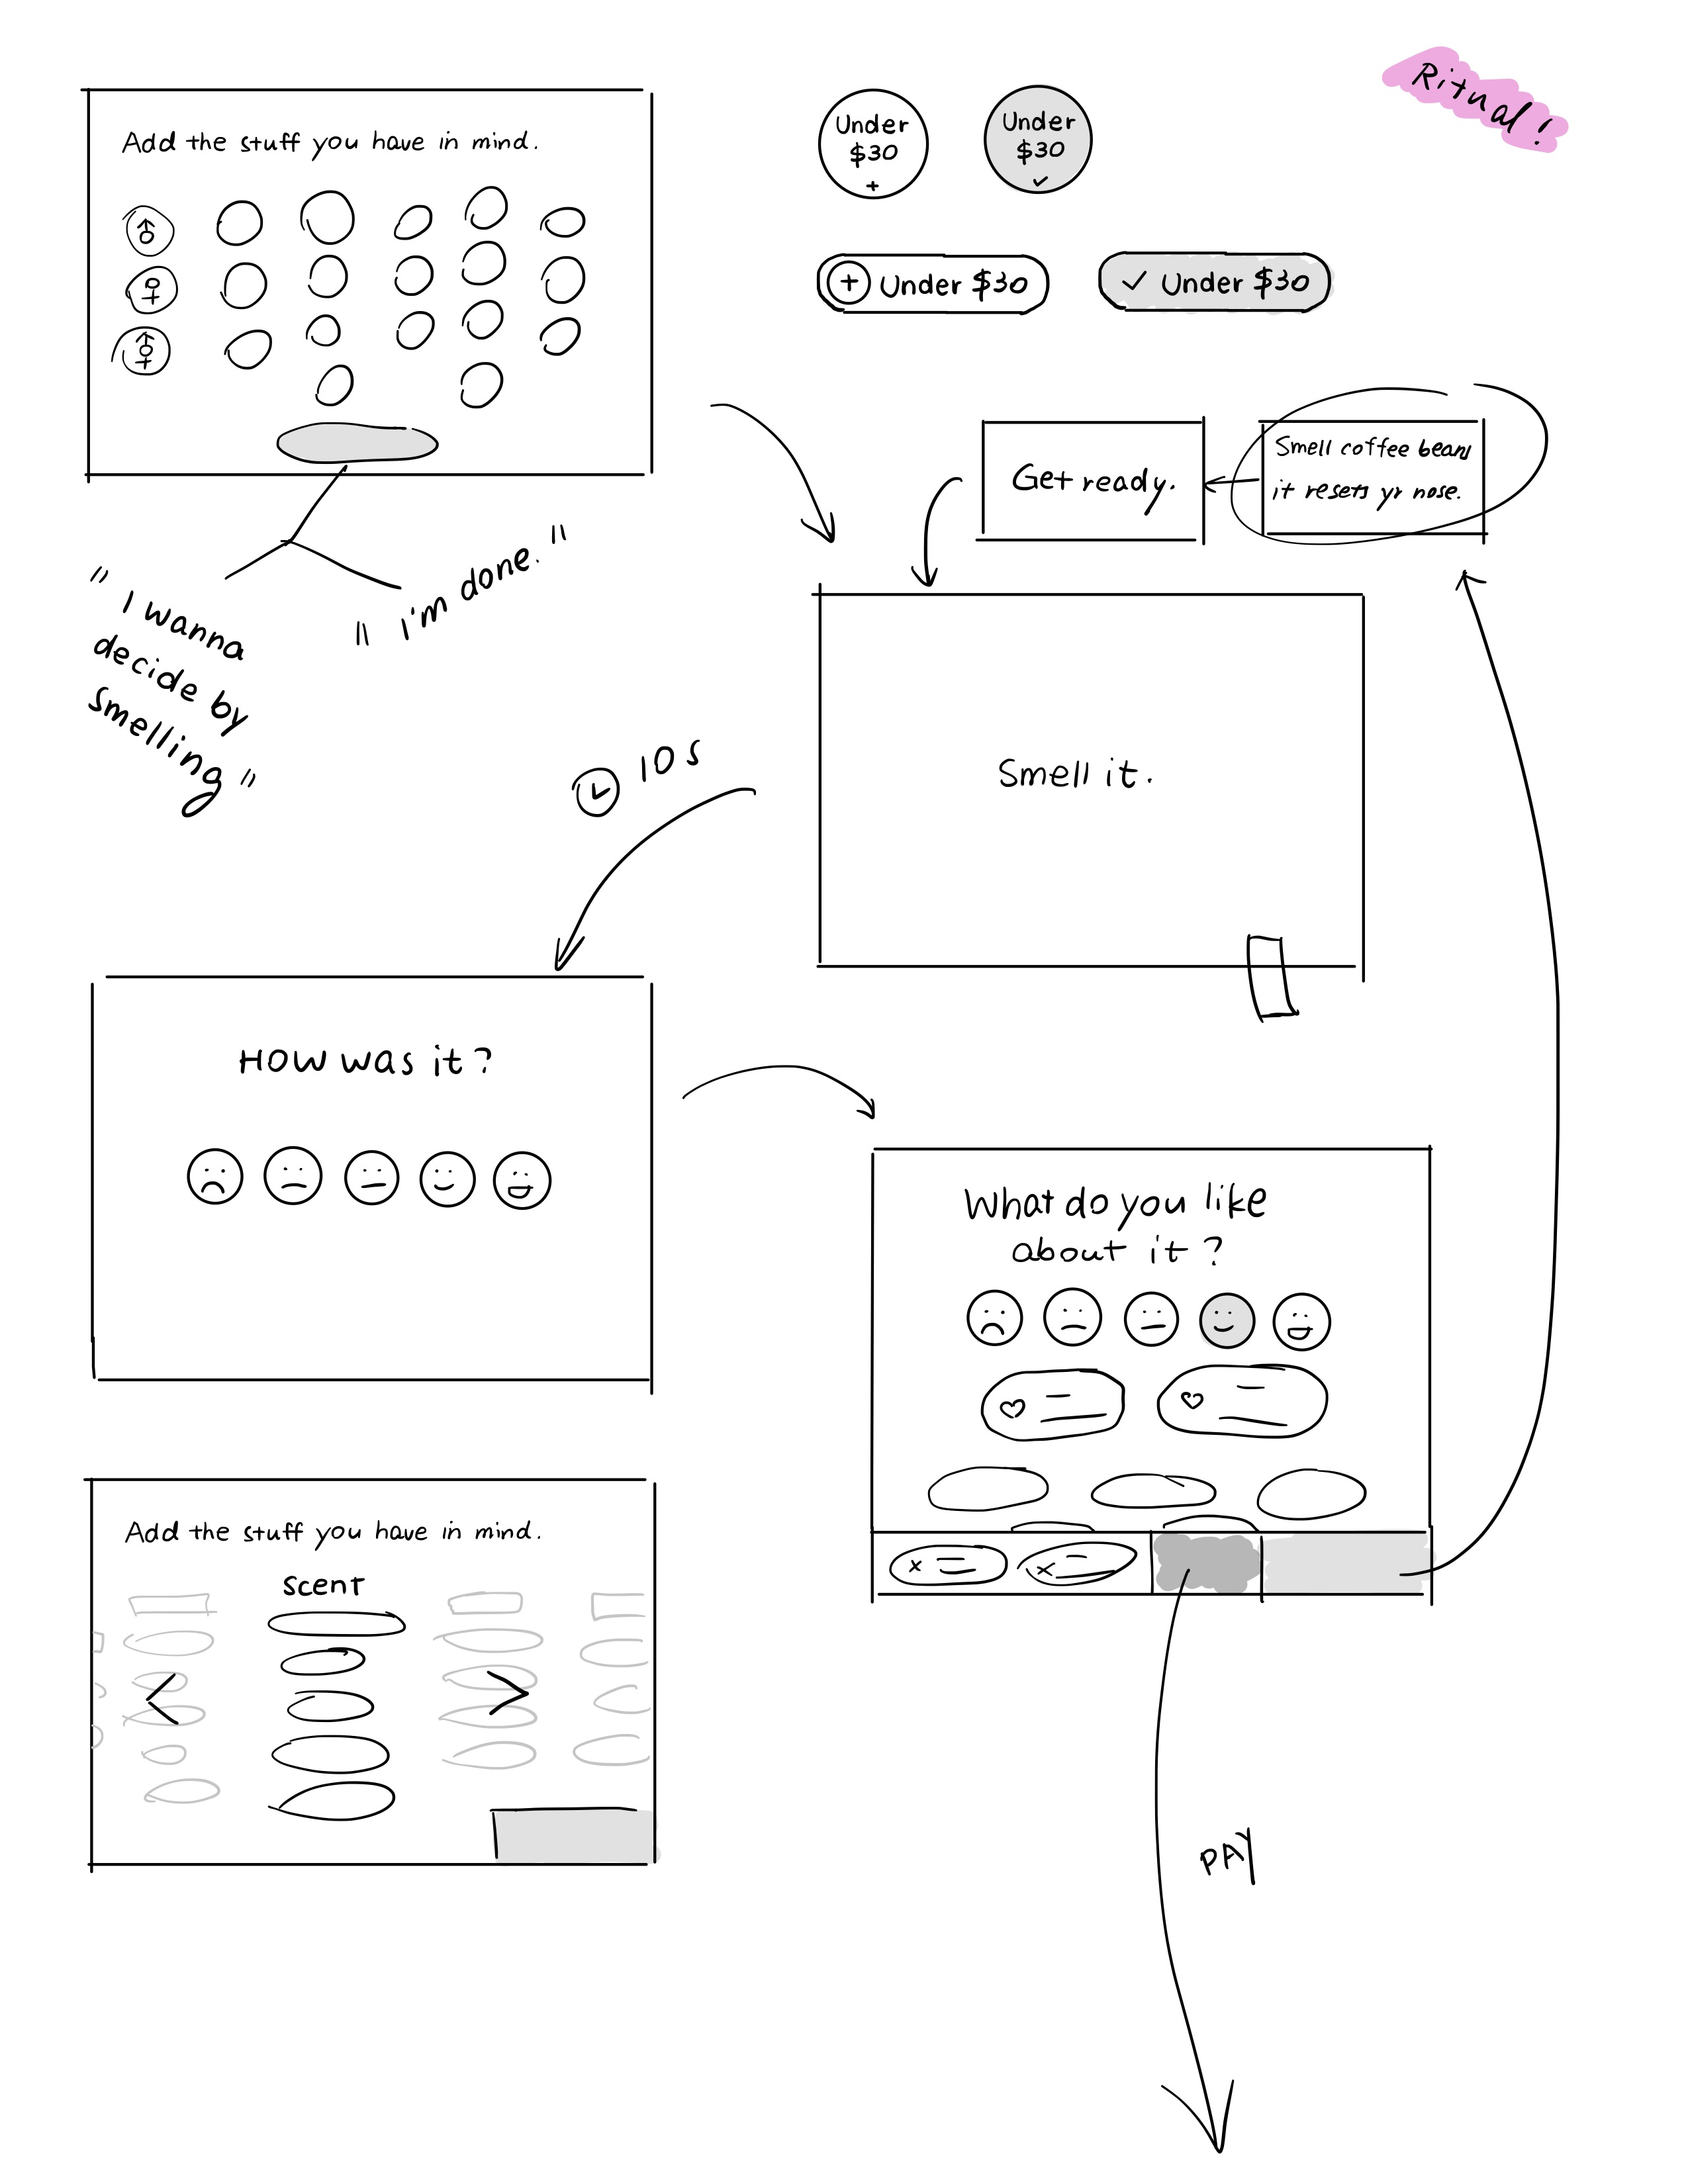 Ritual!
Add the stuff you have in mind.
Under
$30
+
Under
$30
✓
+ Under $30
✓ Under $30
Get ready.
Smell coffee beans
it resets yr nose.
"I wanna
decide by
smelling"
"I'm done."
Smell it.
10s
How was it?
What do you like
about it?
Add the stuff you have in mind.
scent
<
>
x
x
PAY